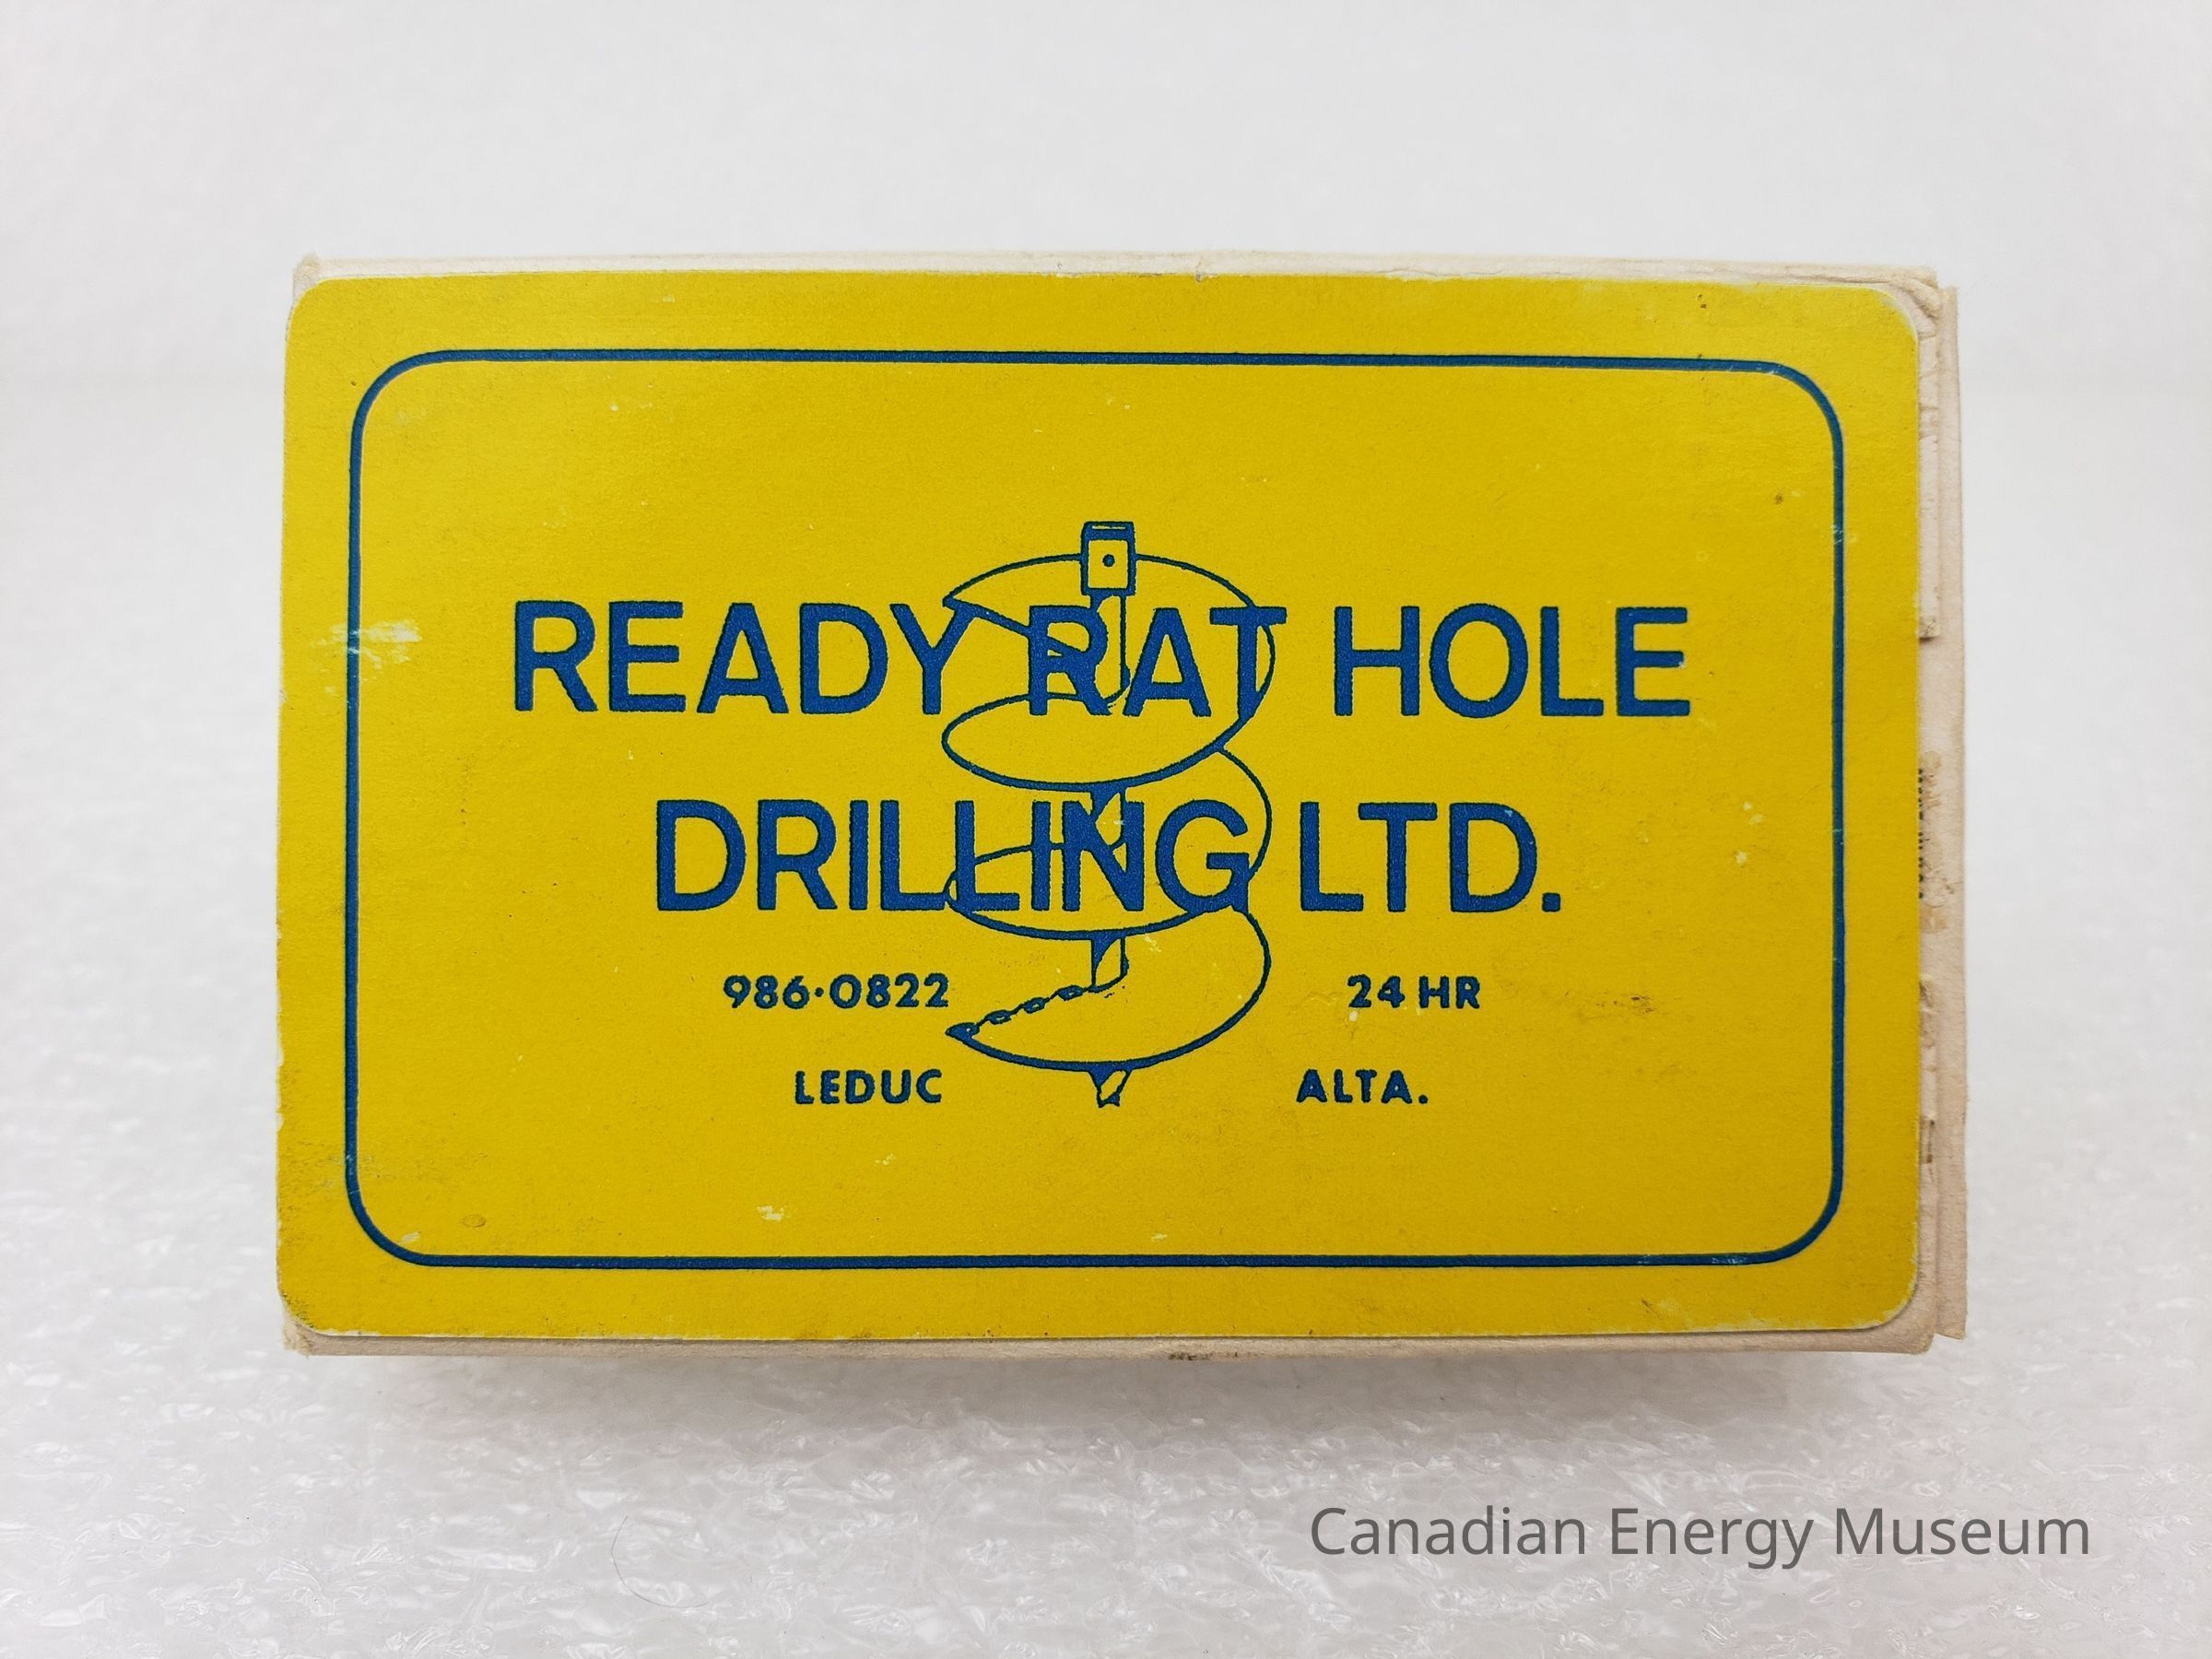 READY RAT HOLE
DRILLING LTD.
986·0822 24 HR
LEDUC ALTA.
Canadian Energy Museum